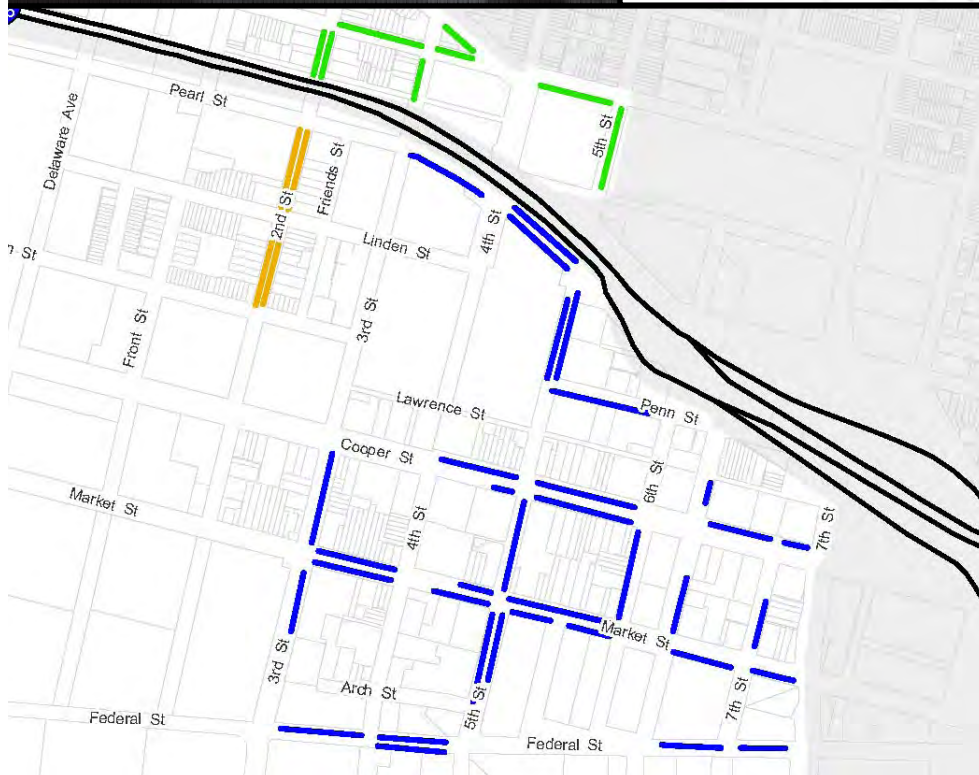 Pearl St
Delaware Ave
5th St
Friends St
2nd St
4th St
Linden St
n St
Front St
3rd St
Lawrence St
Penn St
Cooper St
6th St
Market St
4th St
7th St
Market St
3rd St
Arch St
5th St
7th St
Federal St
Federal St